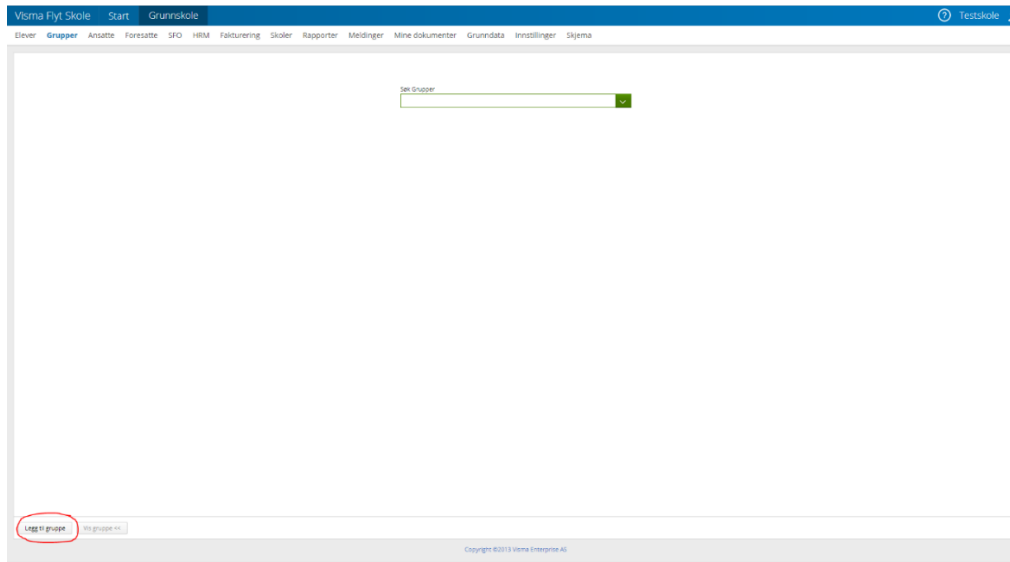 Visma Flyt Skole Start Grunnskole Testskole
Elever Grupper Ansatte Foresatte SFO HRM Fakturering Skoler Rapporter Meldinger Mine dokumenter Grunndata Innstillinger Skjema
Søk Grupper
Legg til gruppe Vis gruppe <<
Copyright ©2013 Visma Enterprise AS